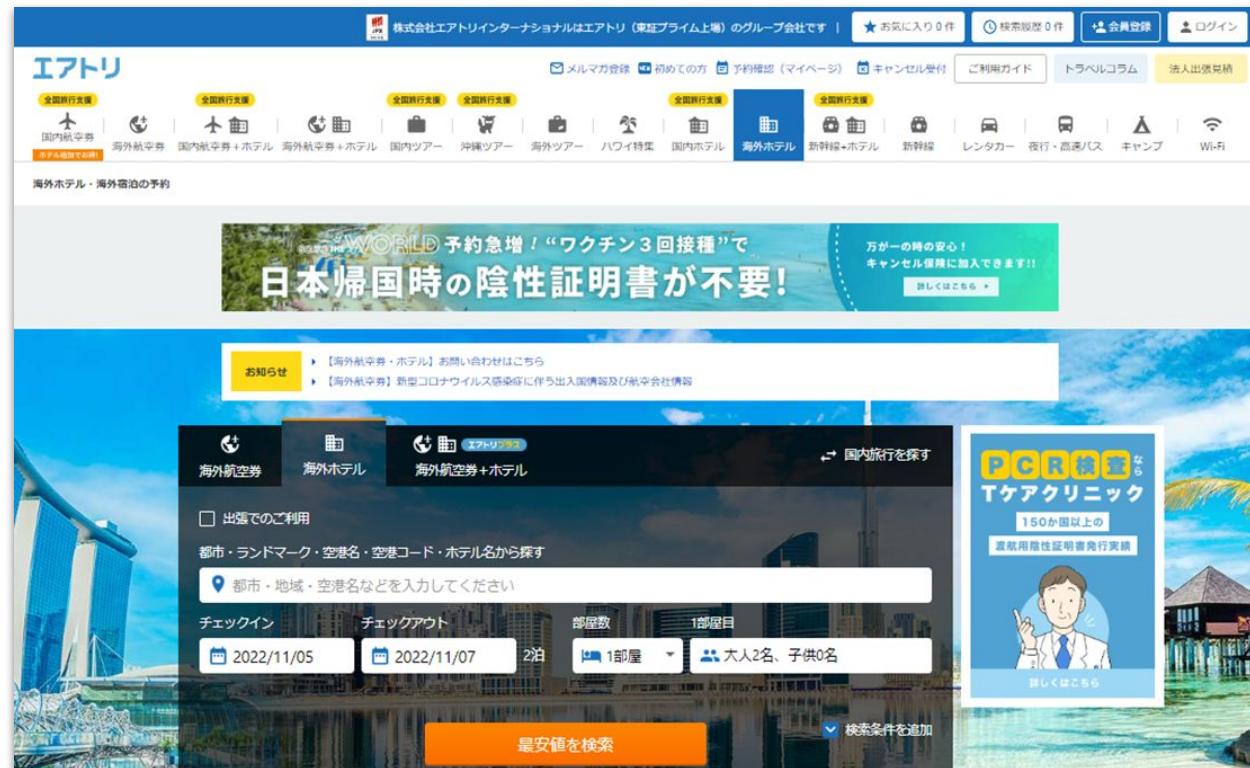 株式会社エアトリインターナショナルはエアトリ（東証プライム上場）のグループ会社です |
お気に入り 0 件
検索履歴 0 件
会員登録
ログイン
JPX
エアトリ
メルマガ登録 初めての方 予約確認（マイページ） キャンセル受付
ご利用ガイド
トラベルコラム
法人出張見積
全国旅行支援 全国旅行支援 全国旅行支援 全国旅行支援 全国旅行支援 全国旅行支援
国内航空券 海外航空券 国内航空券+ホテル 海外航空券+ホテル 国内ツアー 沖縄ツアー 海外ツアー ハワイ特集 国内ホテル 海外ホテル 新幹線+ホテル 新幹線 レンタカー 夜行・高速バス キャンプ Wi-Fi
ホテル追加でお得!
海外ホテル・海外宿泊の予約
WORLD 予約急増！“ワクチン３回接種”で
日本帰国時の陰性証明書が不要!
万が一の時の安心！
キャンセル保険に加入できます!!
詳しくはこちら
お知らせ
【海外航空券・ホテル】お問い合わせはこちら
【海外航空券】新型コロナウイルス感染症に伴う出入国情報及び航空会社情報
海外航空券
海外ホテル
エアトリプラス
海外航空券+ホテル
国内旅行を探す
出張でのご利用
都市・ランドマーク・空港名・空港コード・ホテル名から探す
都市・地域・空港名などを入力してください
チェックイン チェックアウト 部屋数 1部屋目
2022/11/05 2022/11/07 2泊 1部屋 大人2名、子供0名
検索条件を追加
最安値を検索
PCR検査なら
Tケアクリニック
150か国以上の
渡航用陰性証明書発行実績
詳しくはこちら